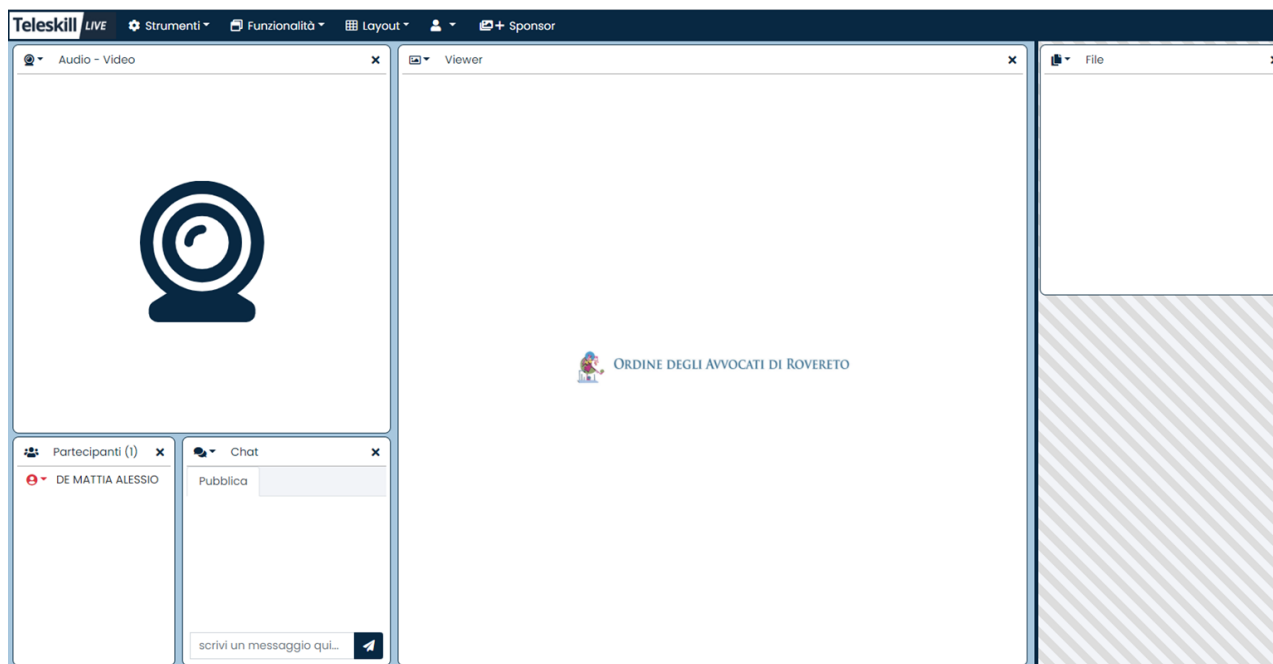 Teleskill LIVE Strumenti Funzionalità Layout + Sponsor
Audio - Video
Viewer
File
ORDINE DEGLI AVVOCATI DI ROVERETO
Partecipanti (1)
DE MATTIA ALESSIO
Chat
Pubblica
scrivi un messaggio qui...